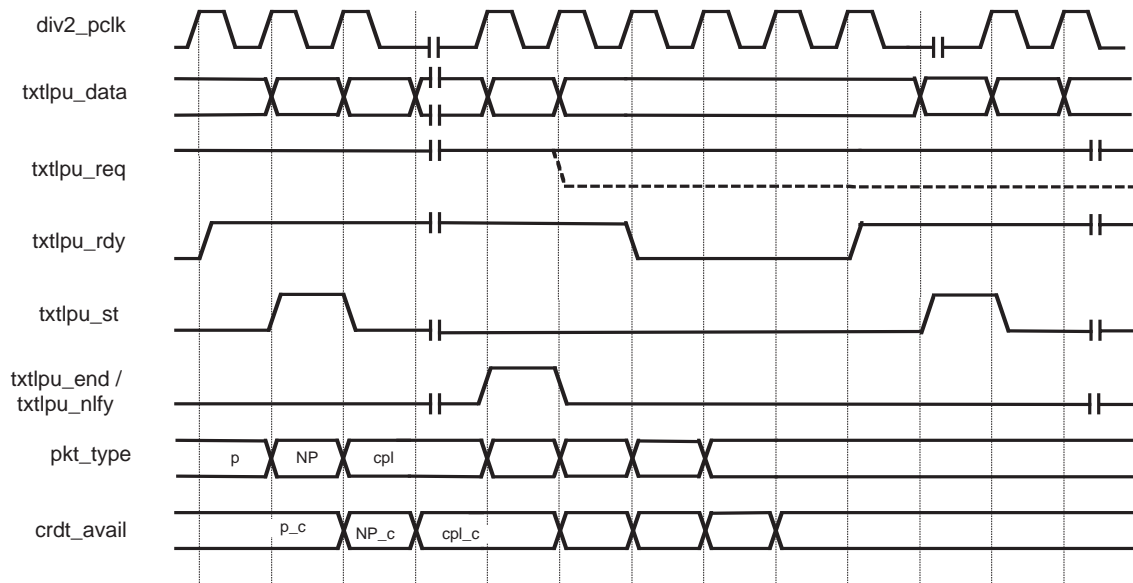 div2_pclk
txtlpu_data
txtlpu_req
txtlpu_rdy
txtlpu_st
txtlpu_end /
txtlpu_nlfy
pkt_type
p NP cpl
crdt_avail
p_c NP_c cpl_c